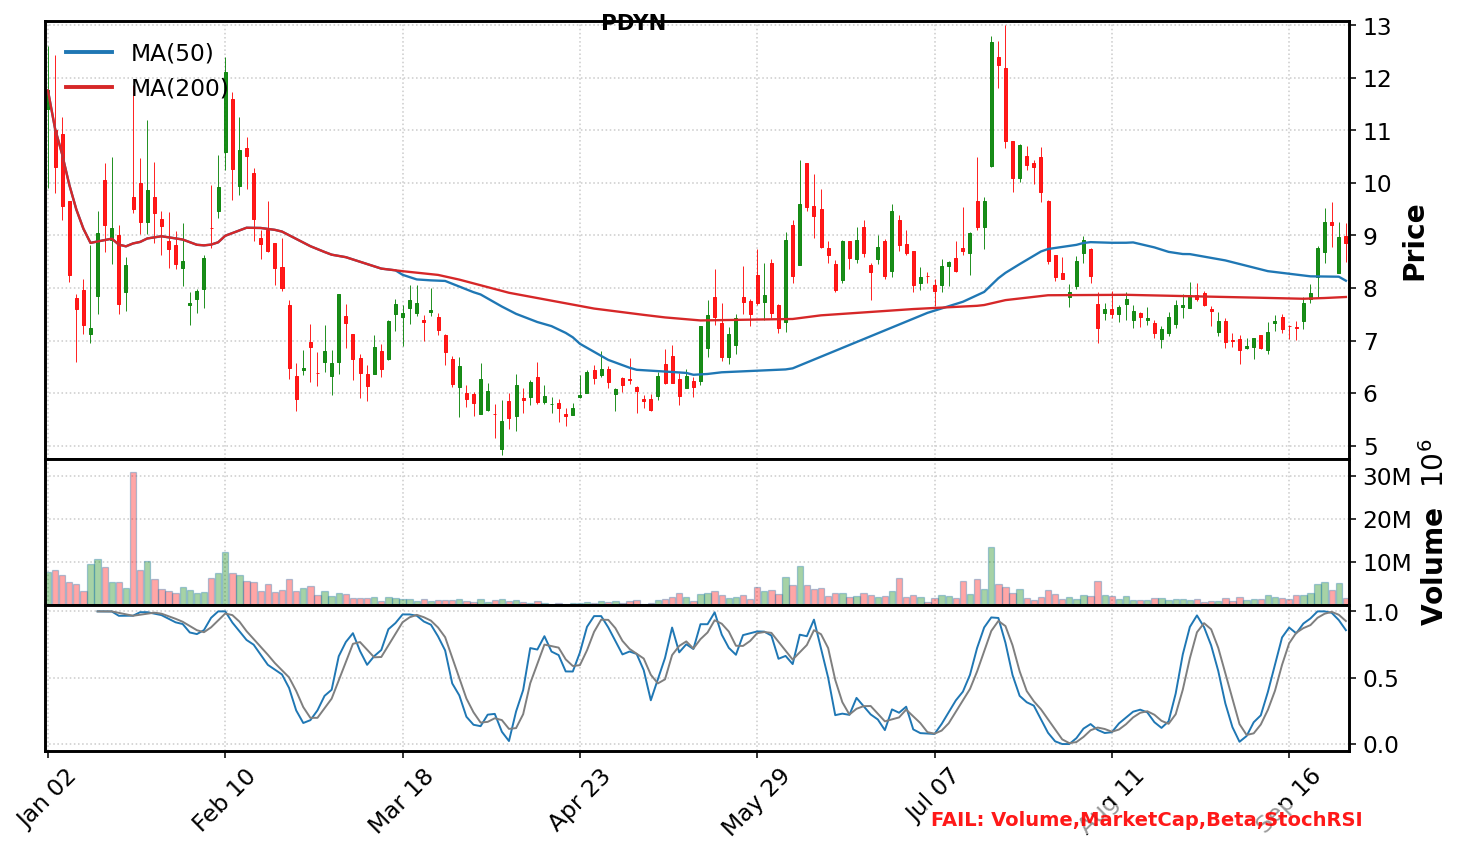 PDYN
MA(50)
MA(200)
13
12
11
10
9
8
7
6
5
Price
30M
20M
10M
Volume 10^6
1.0
0.5
0.0
Jan 02
Feb 10
Mar 18
Apr 23
May 29
Jul 07
Aug 11
Sep 16
FAIL: Volume,MarketCap,Beta,StochRSI